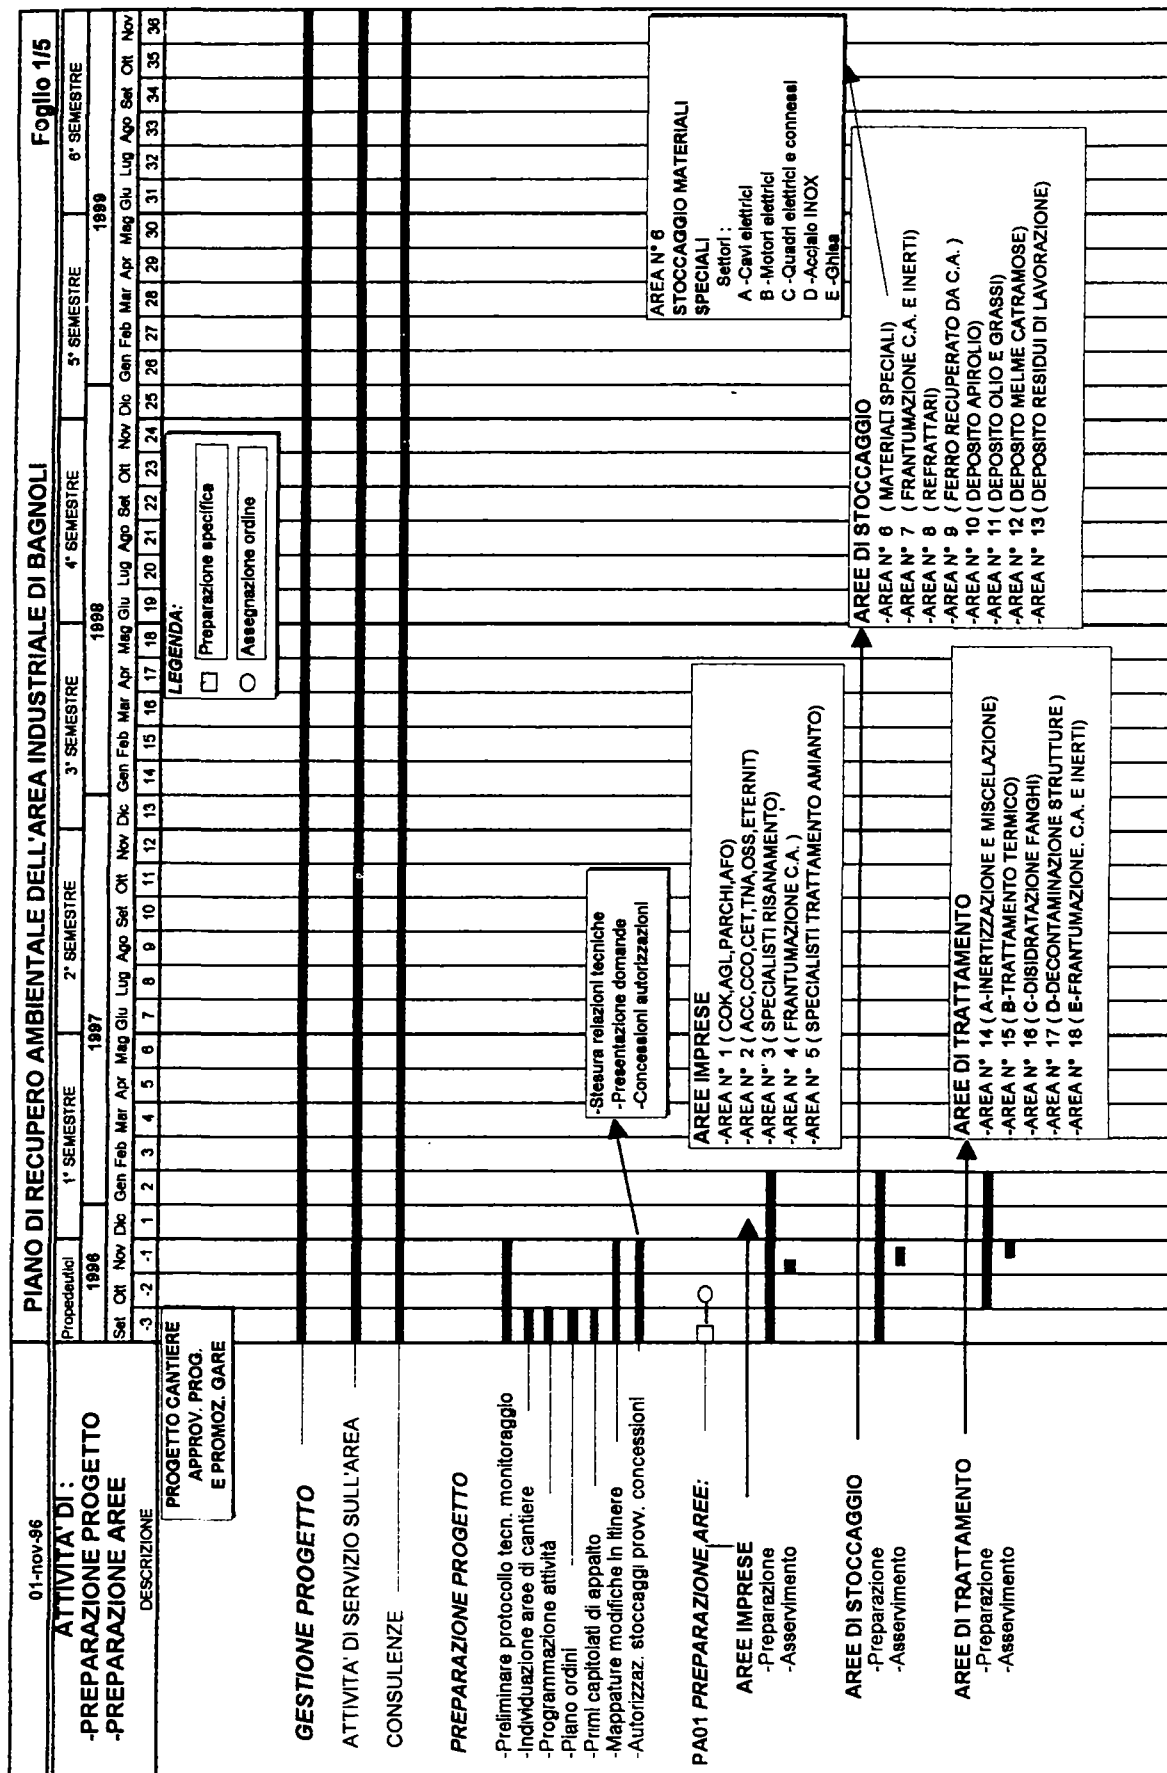 01-nov-96
PIANO DI RECUPERO AMBIENTALE DELL'AREA INDUSTRIALE DI BAGNOLI
Foglio 1/5
ATTIVITA' DI :
-PREPARAZIONE PROGETTO
-PREPARAZIONE AREE
DESCRIZIONE
Propedeutici 1° SEMESTRE 2° SEMESTRE 3° SEMESTRE 4° SEMESTRE 5° SEMESTRE 6° SEMESTRE
1996 1997 1998 1999
Set Ott Nov Dic Gen Feb Mar Apr Mag Giu Lug Ago Set Ott Nov Dic Gen Feb Mar Apr Mag Giu Lug Ago Set Ott Nov Dic Gen Feb Mar Apr Mag Giu Lug Ago Set Ott Nov
-3 -2 -1 1 2 3 4 5 6 7 8 9 10 11 12 13 14 15 16 17 18 19 20 21 22 23 24 25 26 27 28 29 30 31 32 33 34 35 36
PROGETTO CANTIERE
APPROV. PROG.
E PROMOZ. GARE
LEGENDA:
Preparazione specifica
Assegnazione ordine
GESTIONE PROGETTO
ATTIVITA' DI SERVIZIO SULL'AREA
CONSULENZE
PREPARAZIONE PROGETTO
-Preliminare protocollo tecn. monitoraggio
-Individuazione aree di cantiere
-Programmazione attività
-Piano ordini
-Primi capitolati di appalto
-Mappature modifiche in itinere
-Autorizzaz. stoccaggi provv. concessioni
-Stesura relazioni tecniche
-Presentazione domande
-Concessioni autorizzazioni
AREA N° 6
STOCCAGGIO MATERIALI
SPECIALI
Settori :
A -Cavi elettrici
B -Motori elettrici
C -Quadri elettrici e connessi
D -Acciaio INOX
E -Ghisa
PA01 PREPARAZIONE AREE:
AREE IMPRESE
-Preparazione
-Asservimento
AREE IMPRESE
-AREA N° 1 ( COK,AGL,PARCHI,AFO)
-AREA N° 2 ( ACC,CCO,CET,TNA,OSS,ETERNIT)
-AREA N° 3 ( SPECIALISTI RISANAMENTO)
-AREA N° 4 ( FRANTUMAZIONE C.A. )
-AREA N° 5 ( SPECIALISTI TRATTAMENTO AMIANTO)
AREE DI STOCCAGGIO
-Preparazione
-Asservimento
AREE DI STOCCAGGIO
-AREA N° 6 ( MATERIALI SPECIALI)
-AREA N° 7 ( FRANTUMAZIONE C.A. E INERTI)
-AREA N° 8 ( REFRATTARI)
-AREA N° 9 ( FERRO RECUPERATO DA C.A. )
-AREA N° 10 ( DEPOSITO APIROLIO)
-AREA N° 11 ( DEPOSITO OLIO E GRASSI)
-AREA N° 12 ( DEPOSITO MELME CATRAMOSE)
-AREA N° 13 ( DEPOSITO RESIDUI DI LAVORAZIONE)
AREE DI TRATTAMENTO
-Preparazione
-Asservimento
AREE DI TRATTAMENTO
-AREA N° 14 ( A-INERTIZZAZIONE E MISCELAZIONE)
-AREA N° 15 ( B-TRATTAMENTO TERMICO)
-AREA N° 16 ( C-DISIDRATAZIONE FANGHI)
-AREA N° 17 ( D-DECONTAMINAZIONE STRUTTURE )
-AREA N° 18 ( E-FRANTUMAZIONE. C.A. E INERTI)